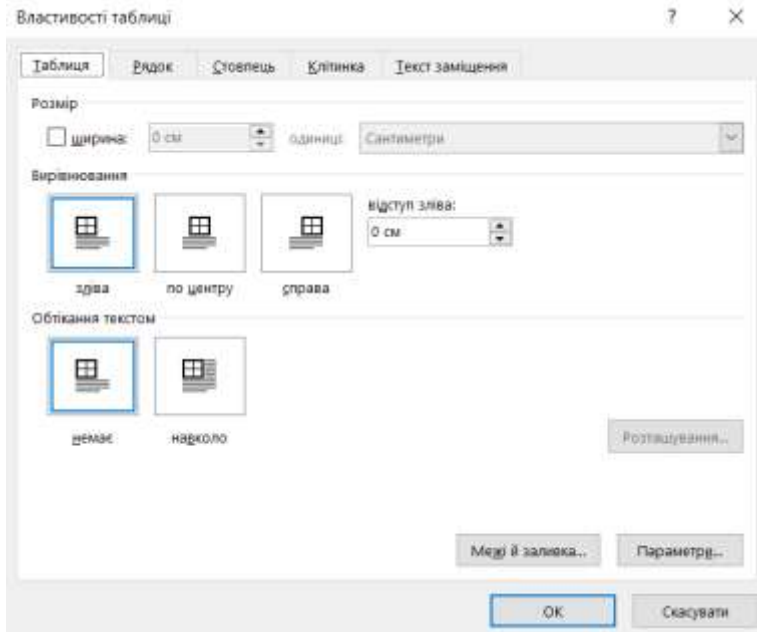 Властивості таблиці ? ×
Таблиця Рядок Стовпець Клітинка Текст заміщення
Розмір
ширина: 0 см одиниці: Сантиметри
Вирівнювання
відступ зліва:
0 см
зліва по центру справа
Обтікання текстом
немає навколо
Розташування...
Межі й заливка... Параметри...
ОК Скасувати